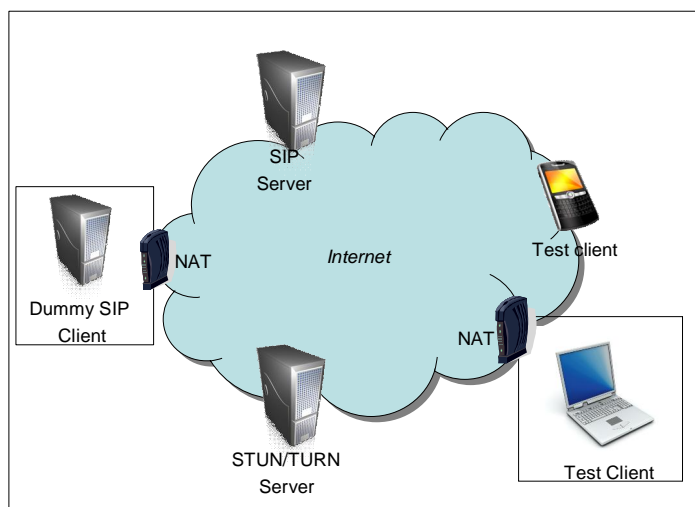 SIP
Server
Internet
Test client
NAT
Dummy SIP
Client
NAT
STUN/TURN
Server
Test Client